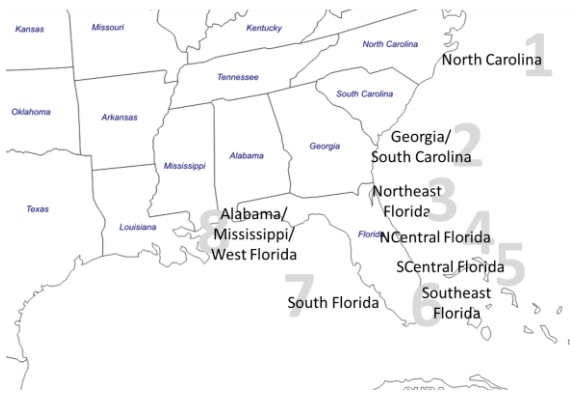 Kansas
Missouri
Kentucky
North Carolina
1
North Carolina
Tennessee
South Carolina
Oklahoma
Arkansas
Georgia/
South Carolina
2
Mississippi
Alabama
Georgia
Northeast
Florida
3
Texas
Louisiana
8
Alabama/
Mississippi/
West Florida
Florida
NCentral Florida
4
SCentral Florida
5
7
South Florida
6
Southeast
Florida